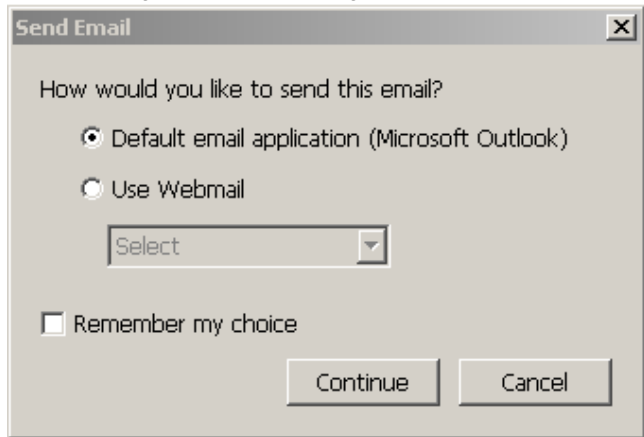 Send Email
How would you like to send this email?
Default email application (Microsoft Outlook)
Use Webmail
Select
Remember my choice
Continue Cancel